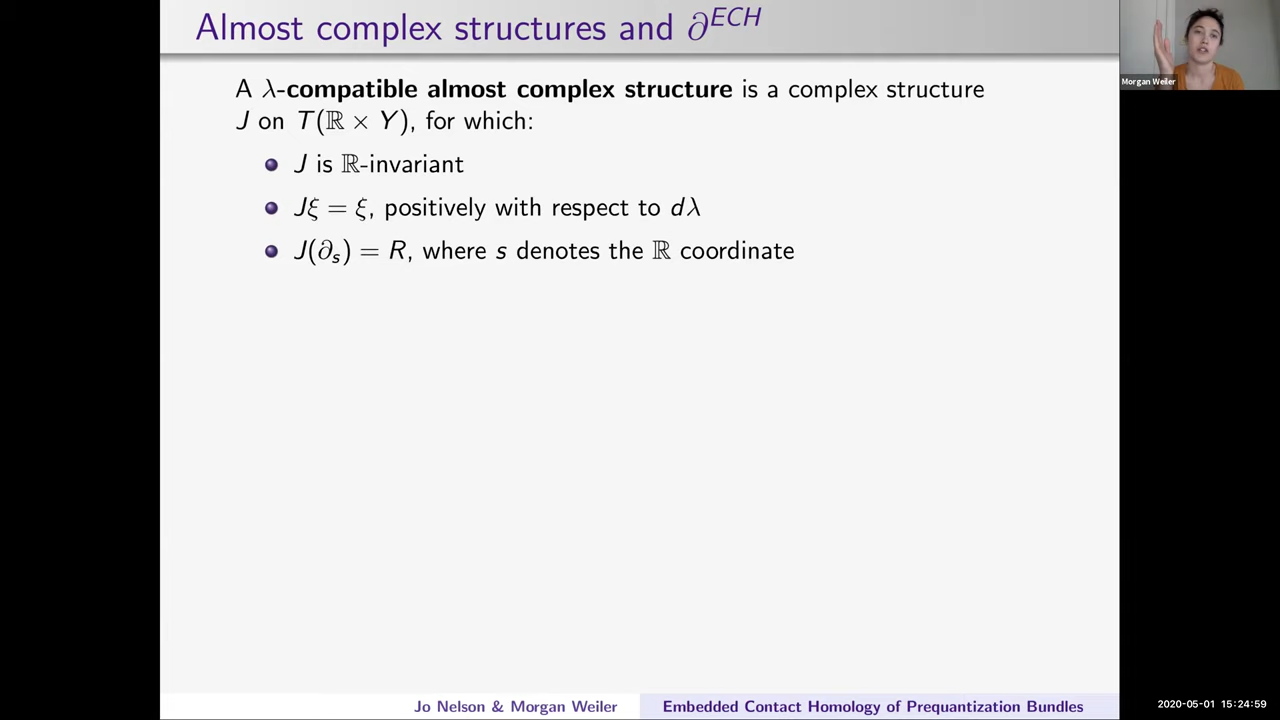 Almost complex structures and ∂^ECH
A λ-compatible almost complex structure is a complex structure
J on T(ℝ × Y), for which:
J is ℝ-invariant
Jξ = ξ, positively with respect to dλ
J(∂ₛ) = R, where s denotes the ℝ coordinate
Morgan Weiler
Jo Nelson & Morgan Weiler
Embedded Contact Homology of Prequantization Bundles
2020-05-01 15:24:59